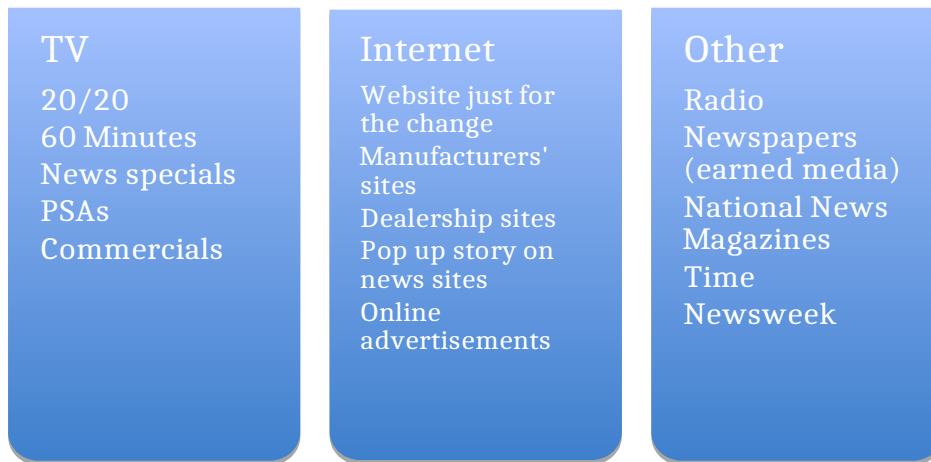 TV
20/20
60 Minutes
News specials
PSAs
Commercials
Internet
Website just for
the change
Manufacturers'
sites
Dealership sites
Pop up story on
news sites
Online
advertisements
Other
Radio
Newspapers
(earned media)
National News
Magazines
Time
Newsweek